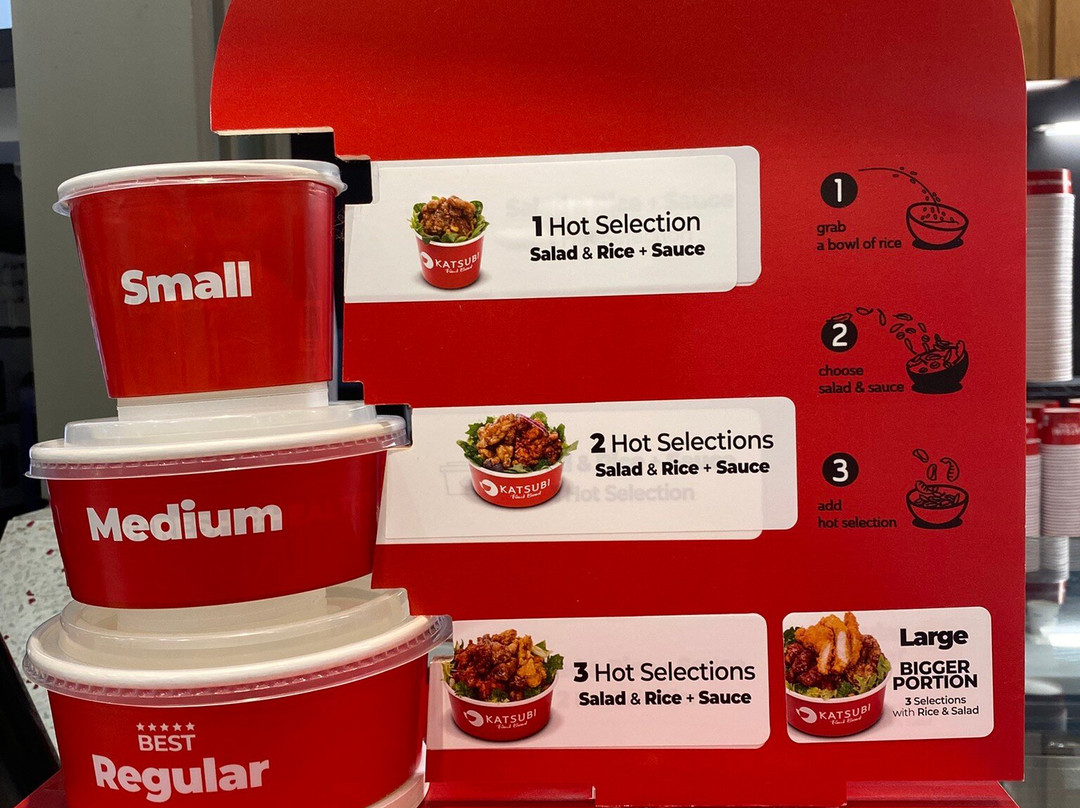 Small
1 Hot Selection
Salad & Rice + Sauce
KATSUBI
1
grab
a bowl of rice
2
choose
salad & sauce
Medium
2 Hot Selections
Salad & Rice + Sauce
KATSUBI
Hot Selection
3
add
hot selection
BEST
Regular
3 Hot Selections
Salad & Rice + Sauce
KATSUBI
Large
BIGGER
PORTION
3 Selections
with Rice & Salad
KATSUBI